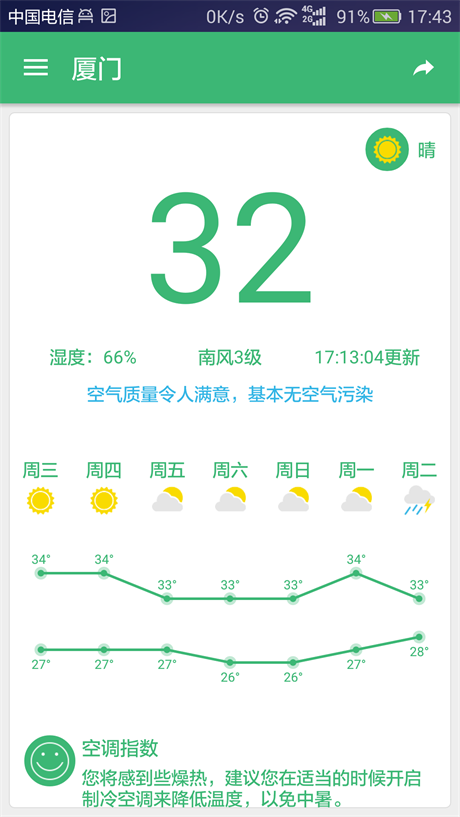 中国电信 0K/s 4G 2G 91% 17:43
厦门
晴
32
湿度：66% 南风3级 17:13:04更新
空气质量令人满意，基本无空气污染
周三 周四 周五 周六 周日 周一 周二
34° 34° 33° 33° 33° 34° 33°
27° 27° 27° 26° 26° 27° 28°
空调指数
您将感到些燥热，建议您在适当的时候开启
制冷空调来降低温度，以免中暑。